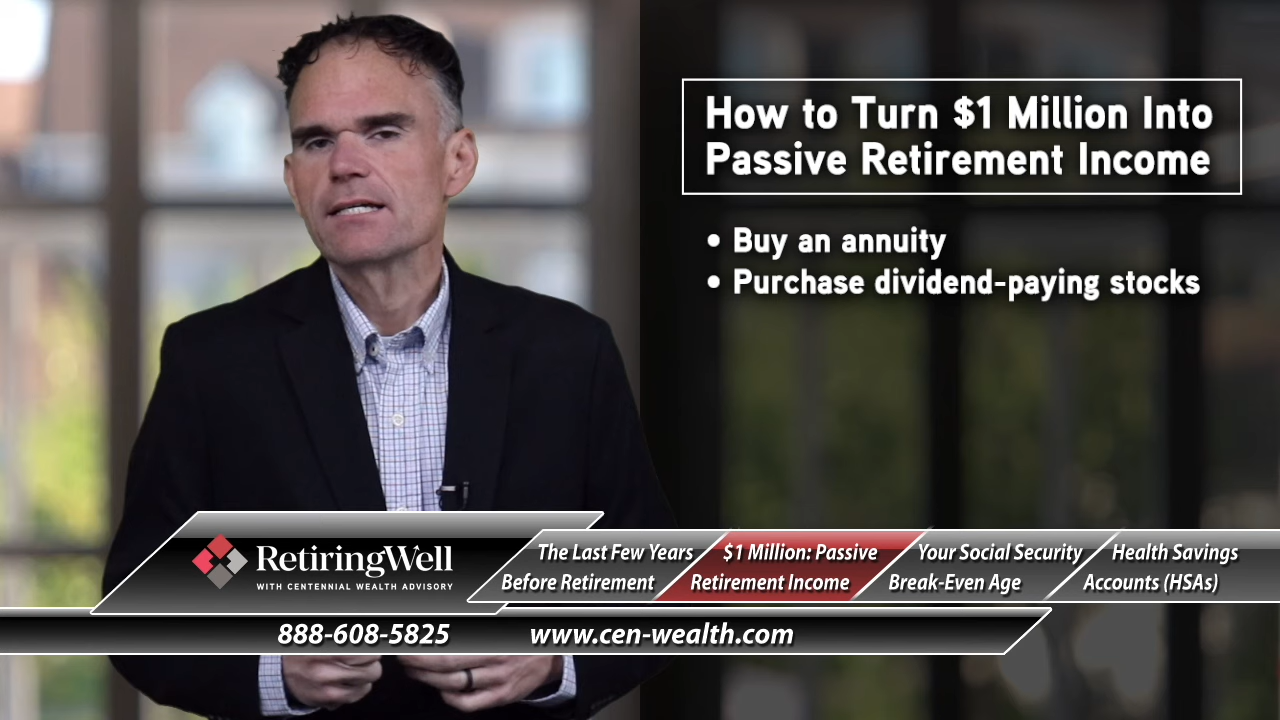 How to Turn $1 Million Into
Passive Retirement Income
• Buy an annuity
• Purchase dividend-paying stocks
RetiringWell
WITH CENTENNIAL WEALTH ADVISORY
The Last Few Years
Before Retirement
$1 Million: Passive
Retirement Income
Your Social Security
Break-Even Age
Health Savings
Accounts (HSAs)
888-608-5825
www.cen-wealth.com